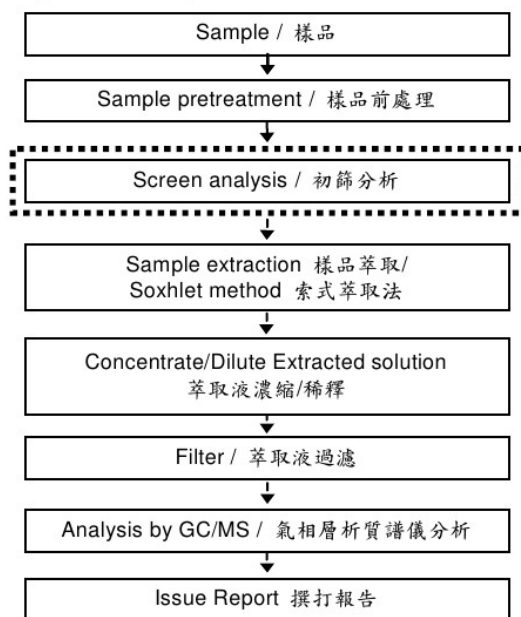 Sample / 樣品
Sample pretreatment / 樣品前處理
Screen analysis / 初篩分析
Sample extraction 樣品萃取/
Soxhlet method 索式萃取法
Concentrate/Dilute Extracted solution
萃取液濃縮/稀釋
Filter / 萃取液過濾
Analysis by GC/MS / 氣相層析質譜儀分析
Issue Report 撰打報告